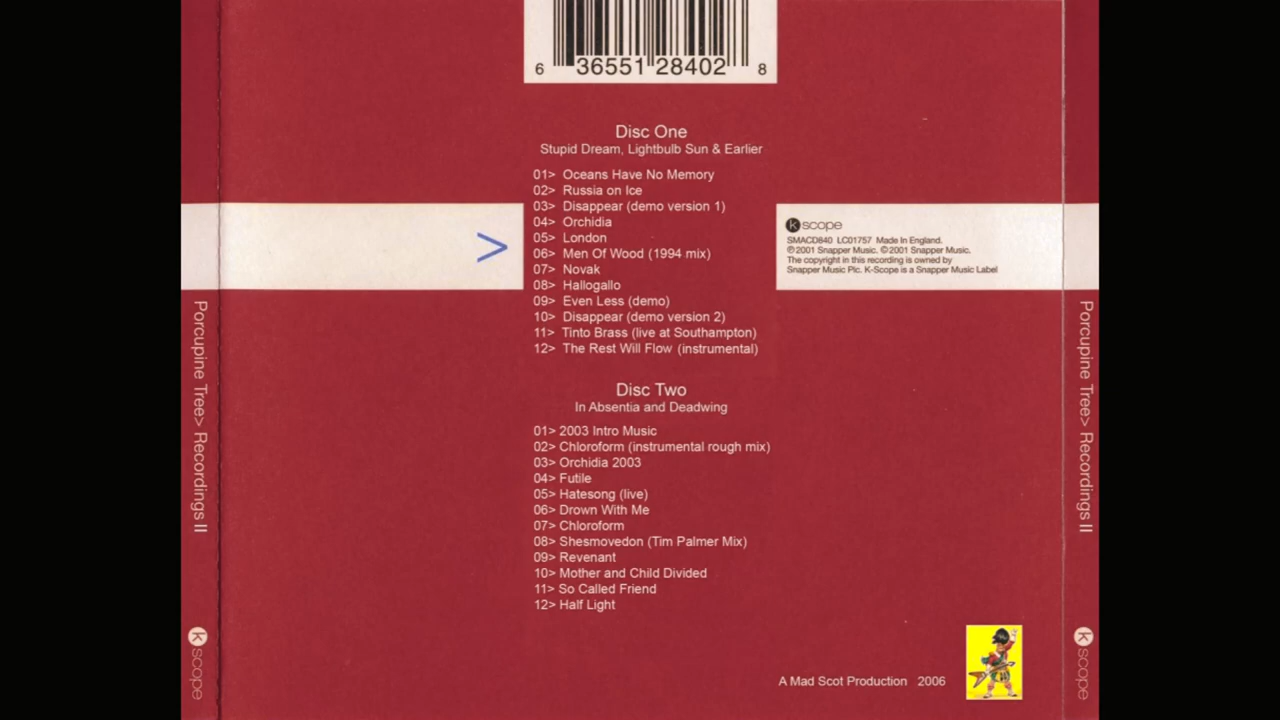 6 36551 28402 8
Disc One
Stupid Dream, Lightbulb Sun & Earlier
01> Oceans Have No Memory
02> Russia on Ice
03> Disappear (demo version 1)
04> Orchidia
05> London
06> Men Of Wood (1994 mix)
07> Novak
08> Hallogallo
09> Even Less (demo)
10> Disappear (demo version 2)
11> Tinto Brass (live at Southampton)
12> The Rest Will Flow (instrumental)
>
k scope
SMACD840 LC01757 Made In England.
℗2001 Snapper Music. ©2001 Snapper Music.
The copyright in this recording is owned by
Snapper Music Plc. K-Scope is a Snapper Music Label
Disc Two
In Absentia and Deadwing
01> 2003 Intro Music
02> Chloroform (instrumental rough mix)
03> Orchidia 2003
04> Futile
05> Hatesong (live)
06> Drown With Me
07> Chloroform
08> Shesmovedon (Tim Palmer Mix)
09> Revenant
10> Mother and Child Divided
11> So Called Friend
12> Half Light
A Mad Scot Production 2006
Porcupine Tree> Recordings II
k scope
Porcupine Tree> Recordings II
k scope